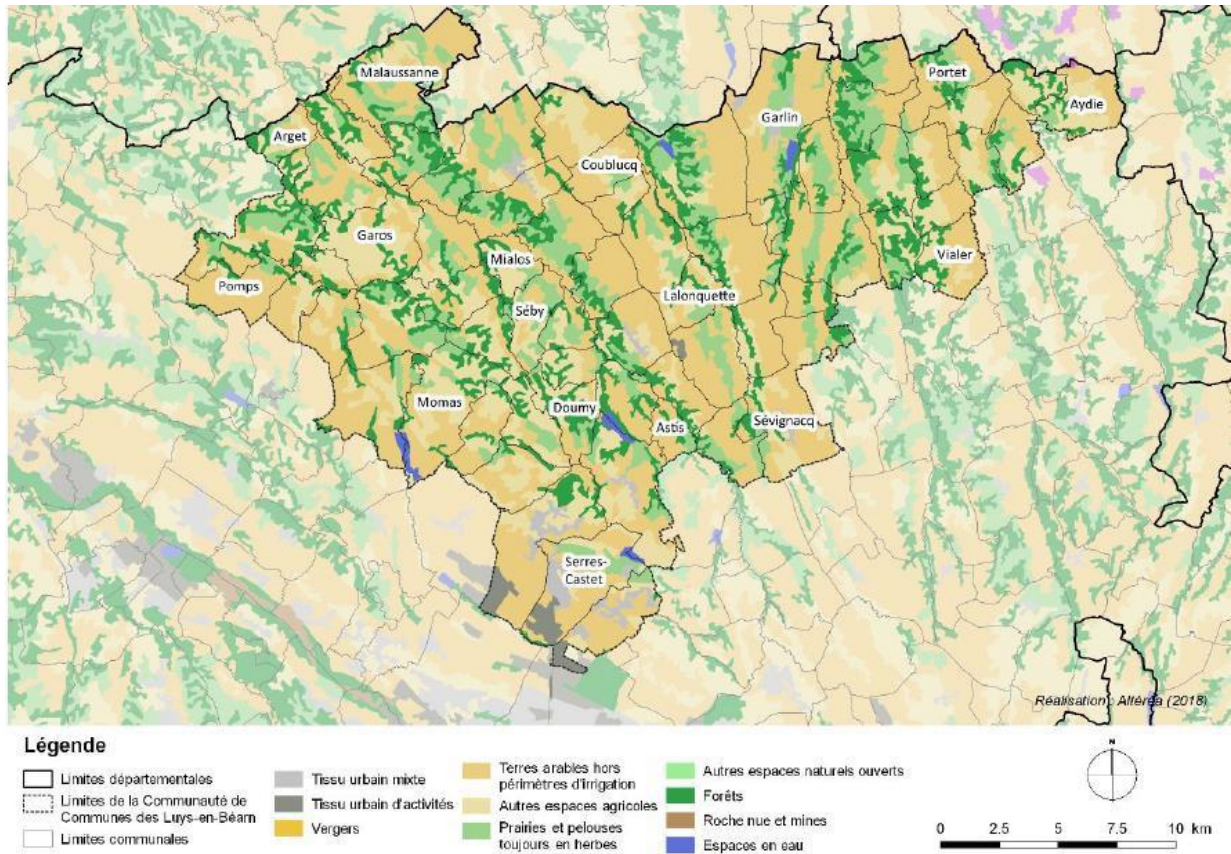 Malaussanne
Portet
Aydie
Garlin
Arget
Coublucq
Garos
Mialos
Vialer
Pomps
Lalonquette
Séby
Momas
Doumy
Astis
Sévignacq
Serres-
Castet
Réalisation : Altéréa (2018)
Légende
Limites départementales
Limites de la Communauté de
Communes des Luys-en-Béarn
Limites communales
Tissu urbain mixte
Tissu urbain d'activités
Vergers
Terres arables hors
périmètres d'irrigation
Autres espaces agricoles
Prairies et pelouses
toujours en herbes
Autres espaces naturels ouverts
Forêts
Roche nue et mines
Espaces en eau
N
0 2.5 5 7.5 10 km